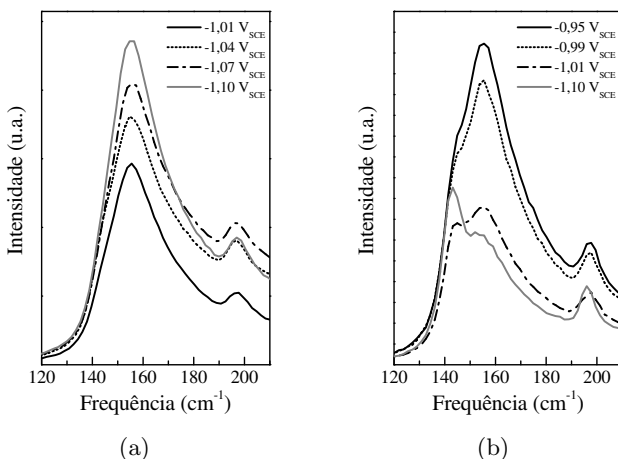 -1,01 V_SCE
-1,04 V_SCE
-1,07 V_SCE
-1,10 V_SCE
Intensidade (u.a.)
120 140 160 180 200
Frequência (cm⁻¹)
(a)
-0,95 V_SCE
-0,99 V_SCE
-1,01 V_SCE
-1,10 V_SCE
Intensidade (u.a.)
120 140 160 180 200
Frequência (cm⁻¹)
(b)